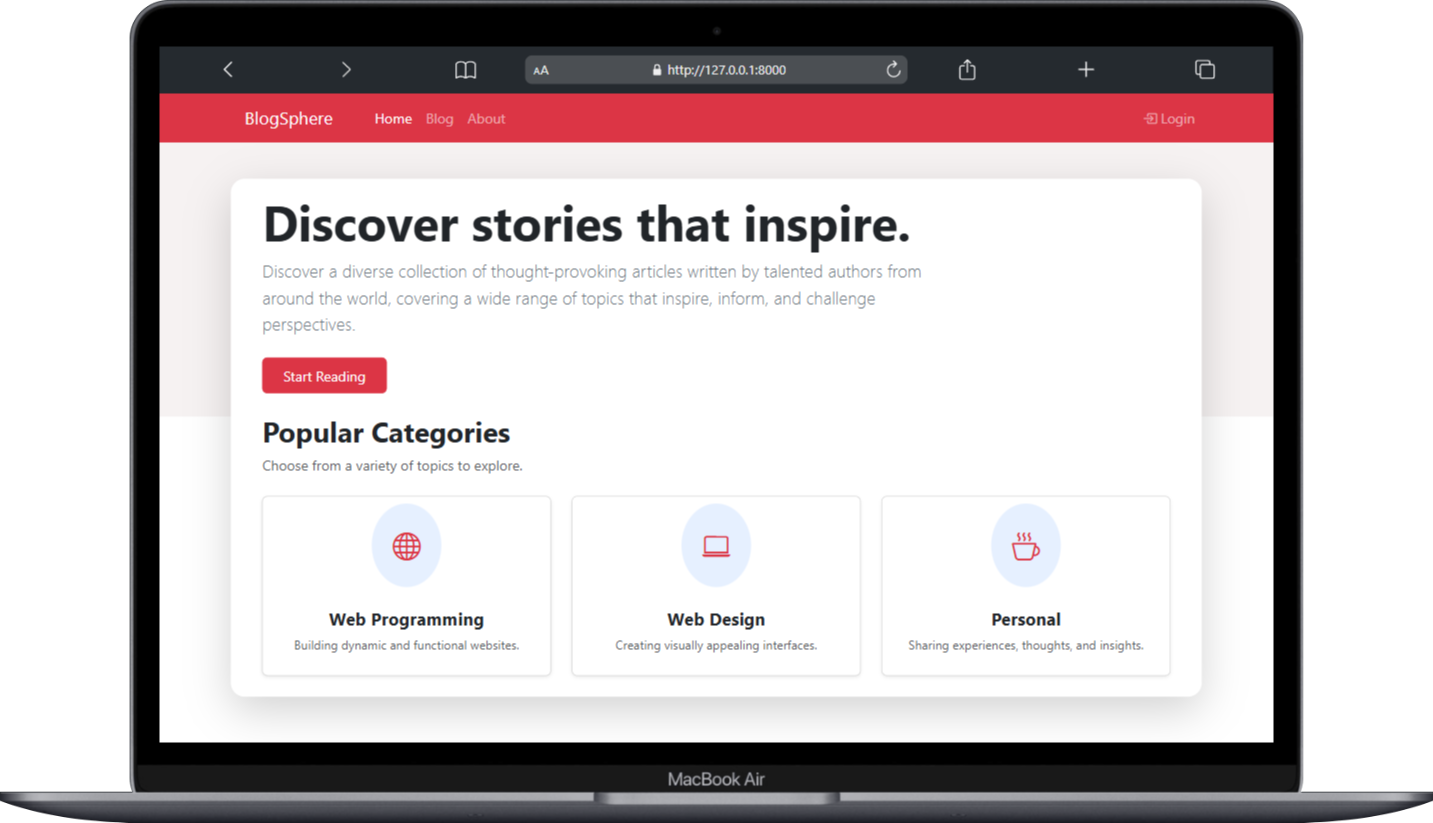 AA http://127.0.0.1:8000
BlogSphere Home Blog About Login
Discover stories that inspire.
Discover a diverse collection of thought-provoking articles written by talented authors from
around the world, covering a wide range of topics that inspire, inform, and challenge
perspectives.
Start Reading
Popular Categories
Choose from a variety of topics to explore.
Web Programming
Building dynamic and functional websites.
Web Design
Creating visually appealing interfaces.
Personal
Sharing experiences, thoughts, and insights.
MacBook Air